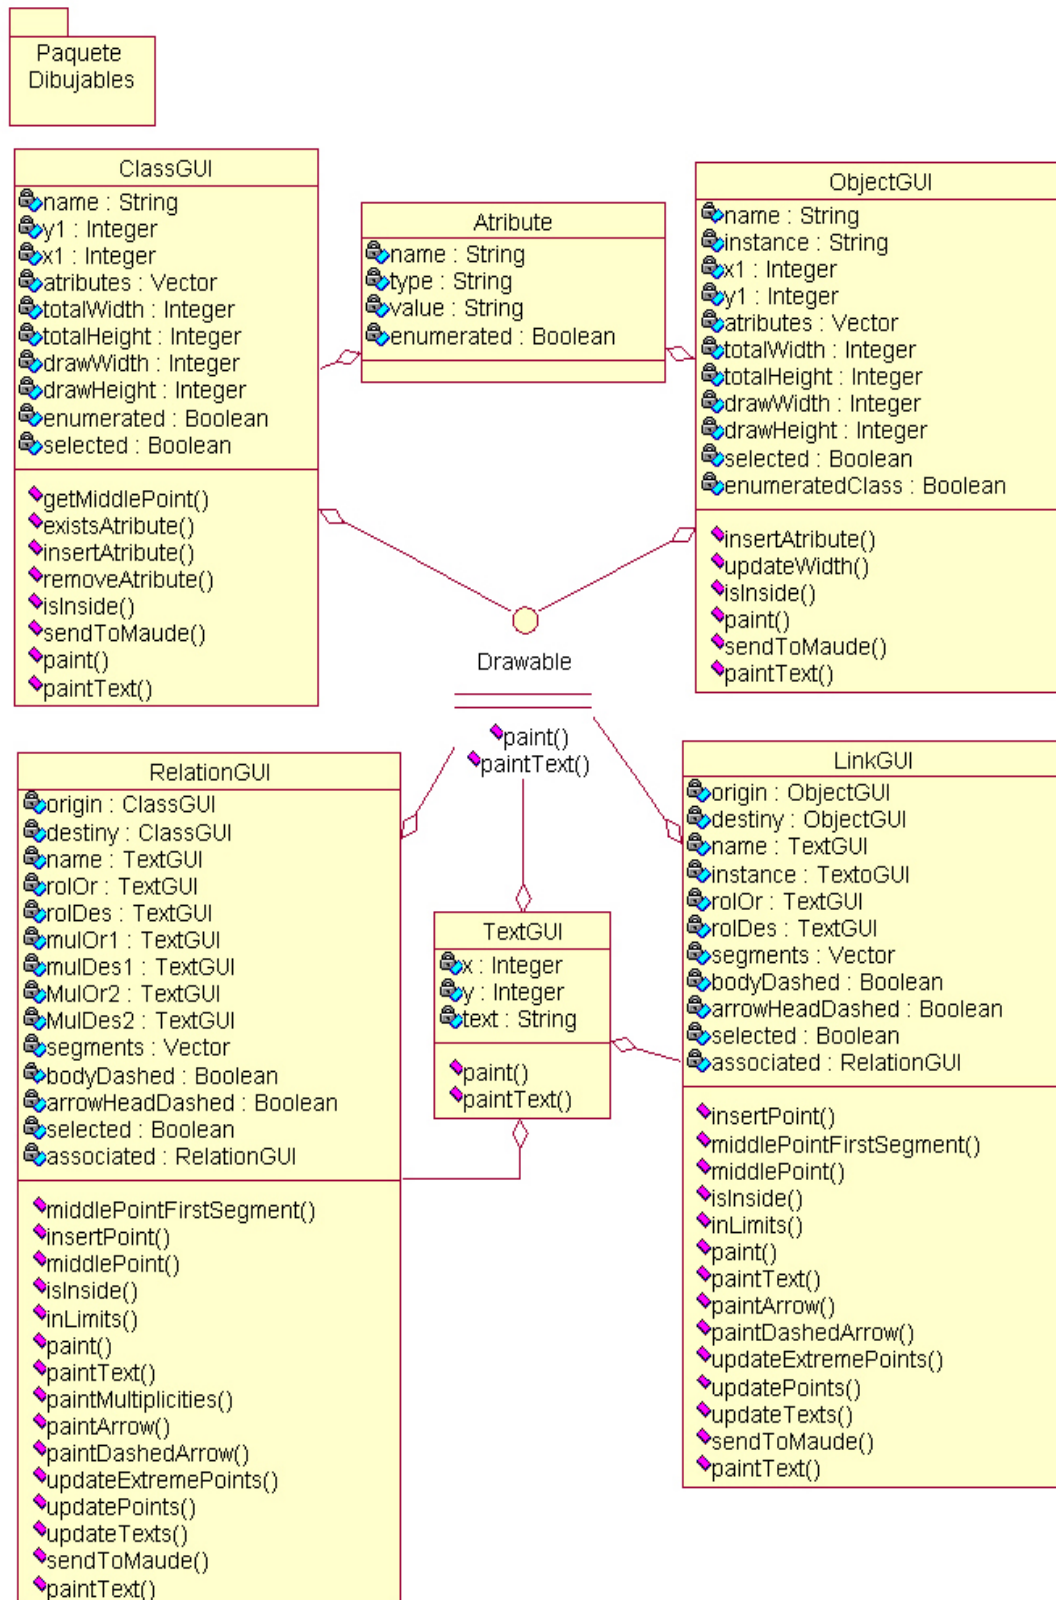 Paquete
Dibujables
ClassGUI
name : String
y1 : Integer
x1 : Integer
atributes : Vector
totalWidth : Integer
totalHeight : Integer
drawWidth : Integer
drawHeight : Integer
enumerated : Boolean
selected : Boolean
getMiddlePoint()
existsAtribute()
insertAtribute()
removeAtribute()
isInside()
sendToMaude()
paint()
paintText()
Atribute
name : String
type : String
value : String
enumerated : Boolean
ObjectGUI
name : String
instance : String
x1 : Integer
y1 : Integer
atributes : Vector
totalWidth : Integer
totalHeight : Integer
drawWidth : Integer
drawHeight : Integer
selected : Boolean
enumeratedClass : Boolean
insertAtribute()
updateWidth()
isInside()
paint()
sendToMaude()
paintText()
Drawable
paint()
paintText()
RelationGUI
origin : ClassGUI
destiny : ClassGUI
name : TextGUI
rolOr : TextGUI
rolDes : TextGUI
mulOr1 : TextGUI
mulDes1 : TextGUI
MulOr2 : TextGUI
MulDes2 : TextGUI
segments : Vector
bodyDashed : Boolean
arrowHeadDashed : Boolean
selected : Boolean
associated : RelationGUI
middlePointFirstSegment()
insertPoint()
middlePoint()
isInside()
inLimits()
paint()
paintText()
paintMultiplicities()
paintArrow()
paintDashedArrow()
updateExtremePoints()
updatePoints()
updateTexts()
sendToMaude()
paintText()
TextGUI
x : Integer
y : Integer
text : String
paint()
paintText()
LinkGUI
origin : ObjectGUI
destiny : ObjectGUI
name : TextGUI
instance : TextoGUI
rolOr : TextGUI
rolDes : TextGUI
segments : Vector
bodyDashed : Boolean
arrowHeadDashed : Boolean
selected : Boolean
associated : RelationGUI
insertPoint()
middlePointFirstSegment()
middlePoint()
isInside()
inLimits()
paint()
paintText()
paintArrow()
paintDashedArrow()
updateExtremePoints()
updatePoints()
updateTexts()
sendToMaude()
paintText()